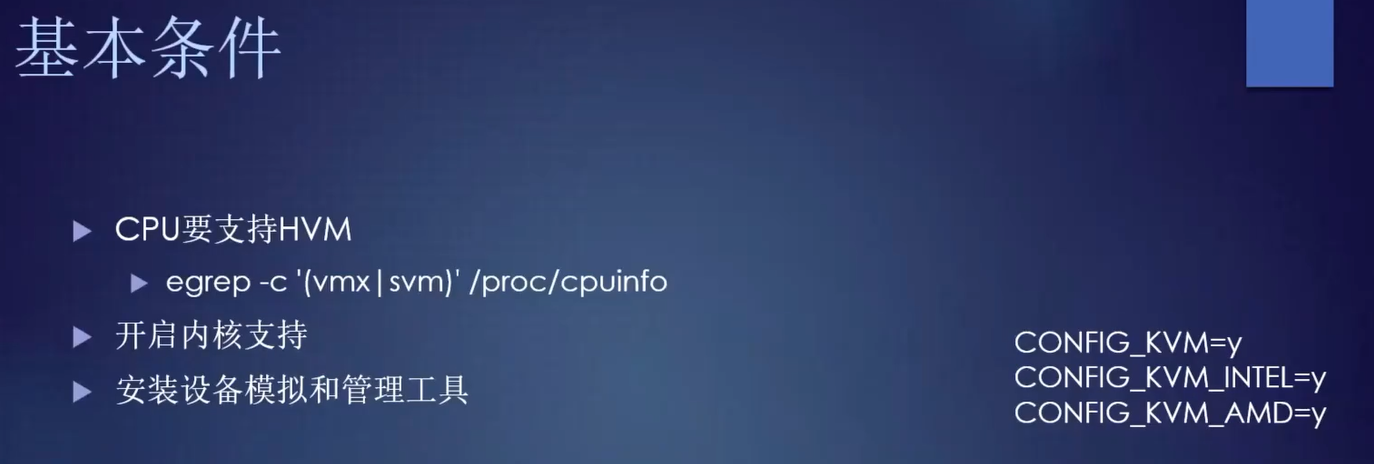 基本条件
CPU要支持HVM
egrep -c '(vmx|svm)' /proc/cpuinfo
开启内核支持
安装设备模拟和管理工具
CONFIG_KVM=y
CONFIG_KVM_INTEL=y
CONFIG_KVM_AMD=y